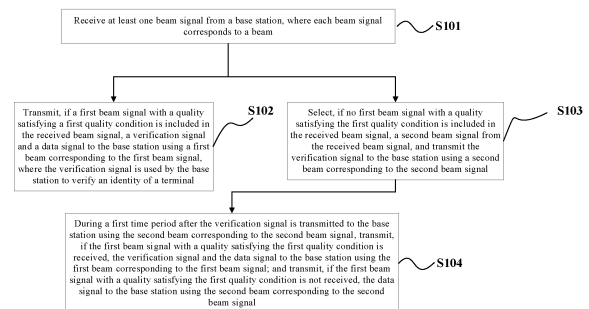 Receive at least one beam signal from a base station, where each beam signal
corresponds to a beam
S101
Transmit, if a first beam signal with a quality
satisfying a first quality condition is included in
the received beam signal, a verification signal
and a data signal to the base station using a first
beam corresponding to the first beam signal,
where the verification signal is used by the base
station to verify an identity of a terminal
S102
Select, if no first beam signal with a quality
satisfying the first quality condition is included
in the received beam signal, a second beam signal from
the received beam signal, and transmit the
verification signal to the base station using a second
beam corresponding to the second beam signal
S103
During a first time period after the verification signal is transmitted to the base
station using the second beam corresponding to the second beam signal, transmit,
if the first beam signal with a quality satisfying the first quality condition is
received, the verification signal and the data signal to the base station using the
first beam corresponding to the first beam signal; and transmit, if the first beam
signal with a quality satisfying the first quality condition is not received, the data
signal to the base station using the second beam corresponding to the second
beam signal
S104